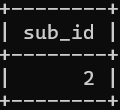 +--------+
| sub_id |
+--------+
|      2 |
+--------+